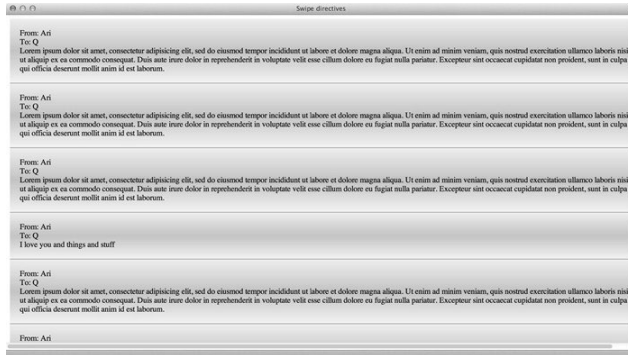 Swipe directives
From: Ari
To: Q
Lorem ipsum dolor sit amet, consectetur adipisicing elit, sed do eiusmod tempor incididunt ut labore et dolore magna aliqua. Ut enim ad minim veniam, quis nostrud exercitation ullamco laboris nisi
ut aliquip ex ea commodo consequat. Duis aute irure dolor in reprehenderit in voluptate velit esse cillum dolore eu fugiat nulla pariatur. Excepteur sint occaecat cupidatat non proident, sunt in culpa
qui officia deserunt mollit anim id est laborum.
From: Ari
To: Q
Lorem ipsum dolor sit amet, consectetur adipisicing elit, sed do eiusmod tempor incididunt ut labore et dolore magna aliqua. Ut enim ad minim veniam, quis nostrud exercitation ullamco laboris nisi
ut aliquip ex ea commodo consequat. Duis aute irure dolor in reprehenderit in voluptate velit esse cillum dolore eu fugiat nulla pariatur. Excepteur sint occaecat cupidatat non proident, sunt in culpa
qui officia deserunt mollit anim id est laborum.
From: Ari
To: Q
Lorem ipsum dolor sit amet, consectetur adipisicing elit, sed do eiusmod tempor incididunt ut labore et dolore magna aliqua. Ut enim ad minim veniam, quis nostrud exercitation ullamco laboris nisi
ut aliquip ex ea commodo consequat. Duis aute irure dolor in reprehenderit in voluptate velit esse cillum dolore eu fugiat nulla pariatur. Excepteur sint occaecat cupidatat non proident, sunt in culpa
qui officia deserunt mollit anim id est laborum.
From: Ari
To: Q
I love you and things and stuff
From: Ari
To: Q
Lorem ipsum dolor sit amet, consectetur adipisicing elit, sed do eiusmod tempor incididunt ut labore et dolore magna aliqua. Ut enim ad minim veniam, quis nostrud exercitation ullamco laboris nisi
ut aliquip ex ea commodo consequat. Duis aute irure dolor in reprehenderit in voluptate velit esse cillum dolore eu fugiat nulla pariatur. Excepteur sint occaecat cupidatat non proident, sunt in culpa
qui officia deserunt mollit anim id est laborum.
From: Ari